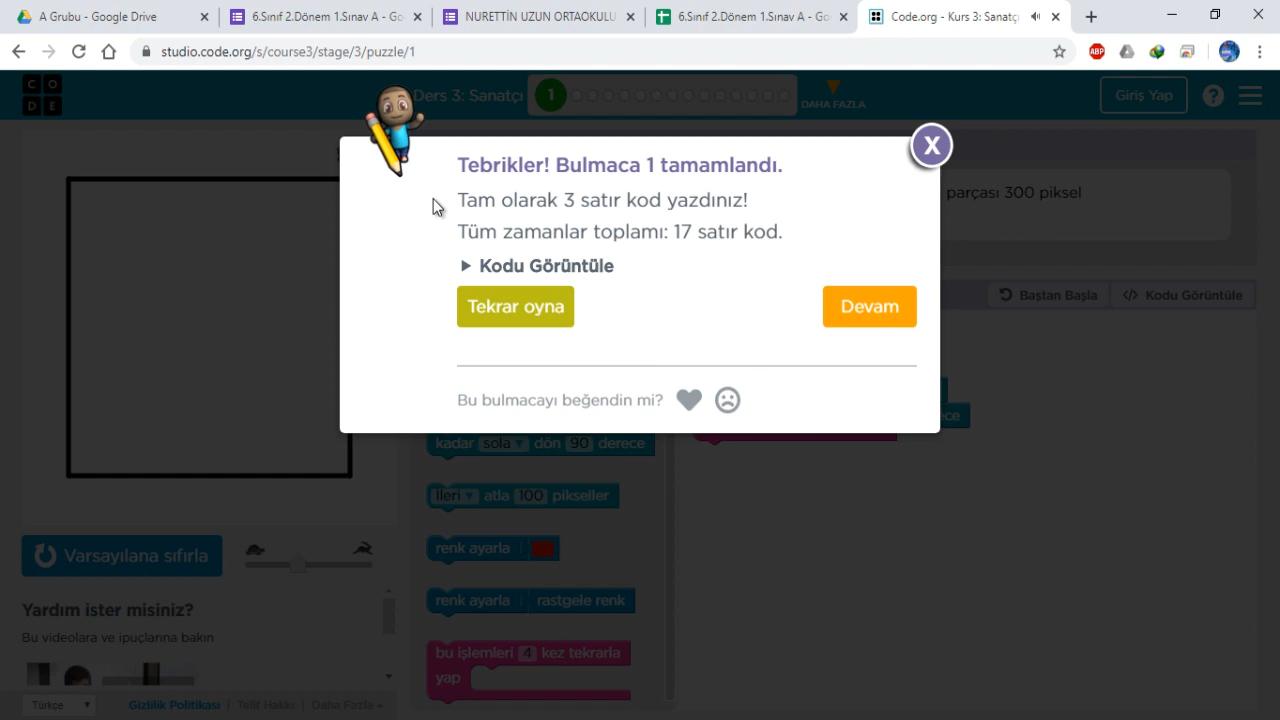 A Grubu - Google Drive
6.Sınıf 2.Dönem 1.Sınav A - Go
NURETTİN UZUN ORTAOKULU
6.Sınıf 2.Dönem 1.Sınav A - Go
Code.org - Kurs 3: Sanatçı
studio.code.org/s/course3/stage/3/puzzle/1
ABP
C O
D E
Ders 3: Sanatçı
1
DAHA FAZLA
Giriş Yap
?
X
Tebrikler! Bulmaca 1 tamamlandı.
Tam olarak 3 satır kod yazdınız!
parçası 300 piksel
Tüm zamanlar toplamı: 17 satır kod.
Kodu Görüntüle
Baştan Başla
Kodu Görüntüle
Tekrar oyna
Devam
Bu bulmacayı beğendin mi?
kadar sola dön 90 derece
İleri atla 100 pikseller
renk ayarla
Varsayılana sıfırla
renk ayarla rastgele renk
Yardım ister misiniz?
Bu videolara ve ipuçlarına bakın
bu işlemleri 4 kez tekrarla
yap
Türkçe
Gizlilik Politikası
Telif Hakkı
Daha Fazla